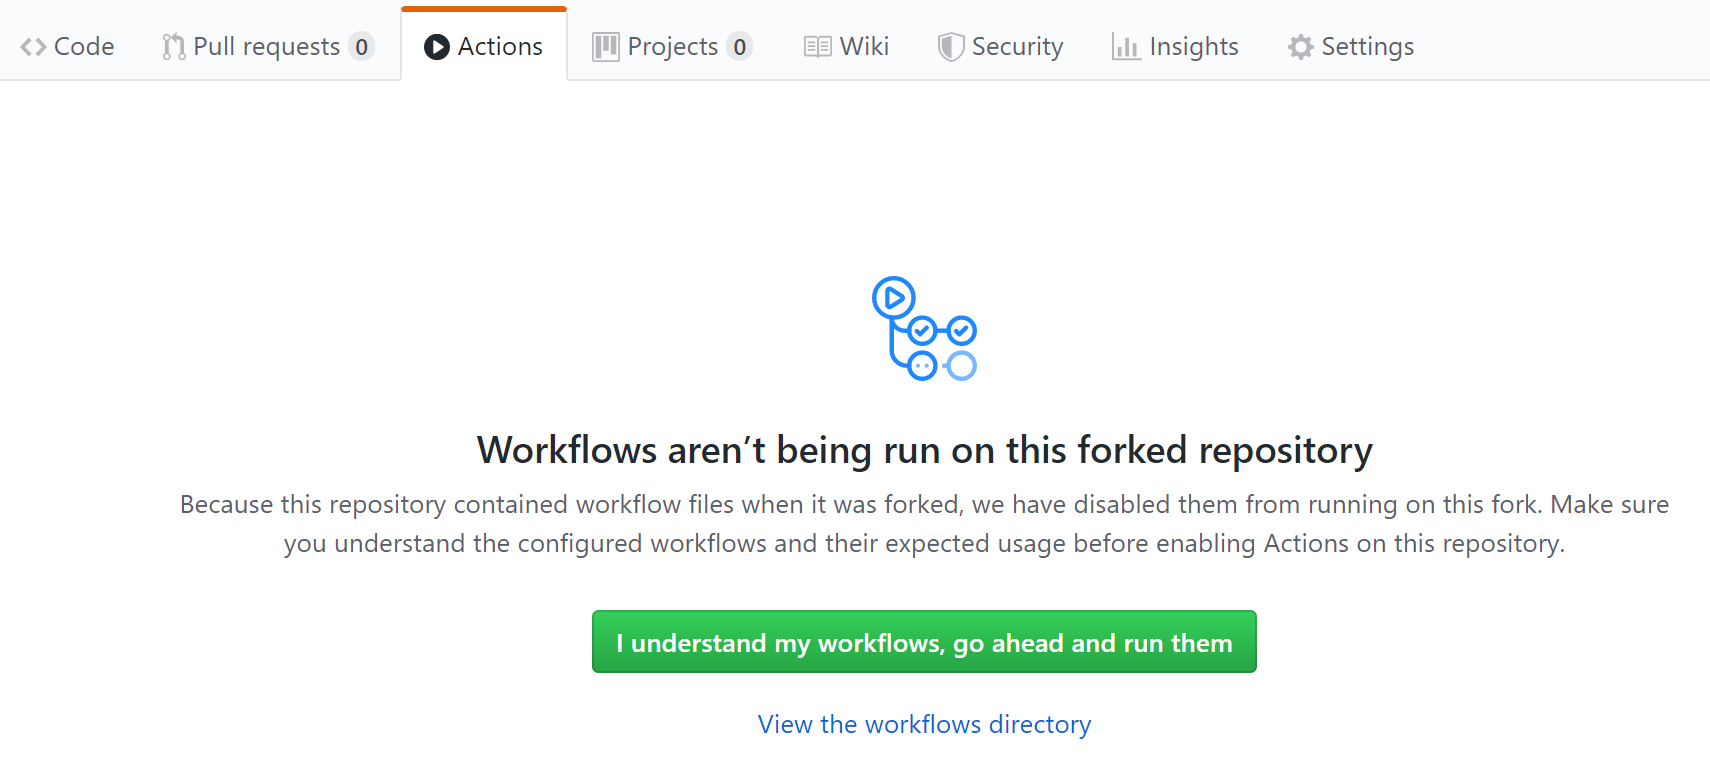 Code Pull requests 0 Actions Projects 0 Wiki Security Insights Settings
Workflows aren’t being run on this forked repository
Because this repository contained workflow files when it was forked, we have disabled them from running on this fork. Make sure
you understand the configured workflows and their expected usage before enabling Actions on this repository.
I understand my workflows, go ahead and run them
View the workflows directory